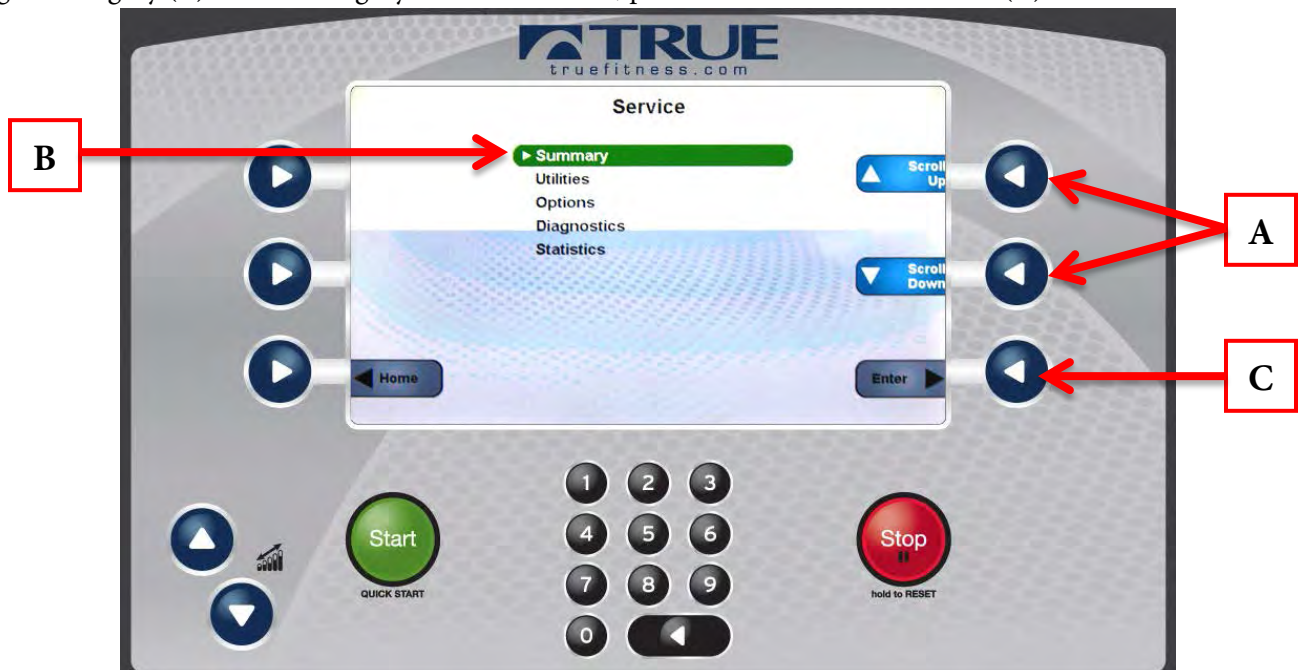 TRUE
truefitness.com
Service
B
Summary
Scroll Up
Utilities
Options
Diagnostics
Statistics
A
Scroll Down
Home
Enter
C
1 2 3
Start
4 5 6
Stop
QUICK START
7 8 9
hold to RESET
0